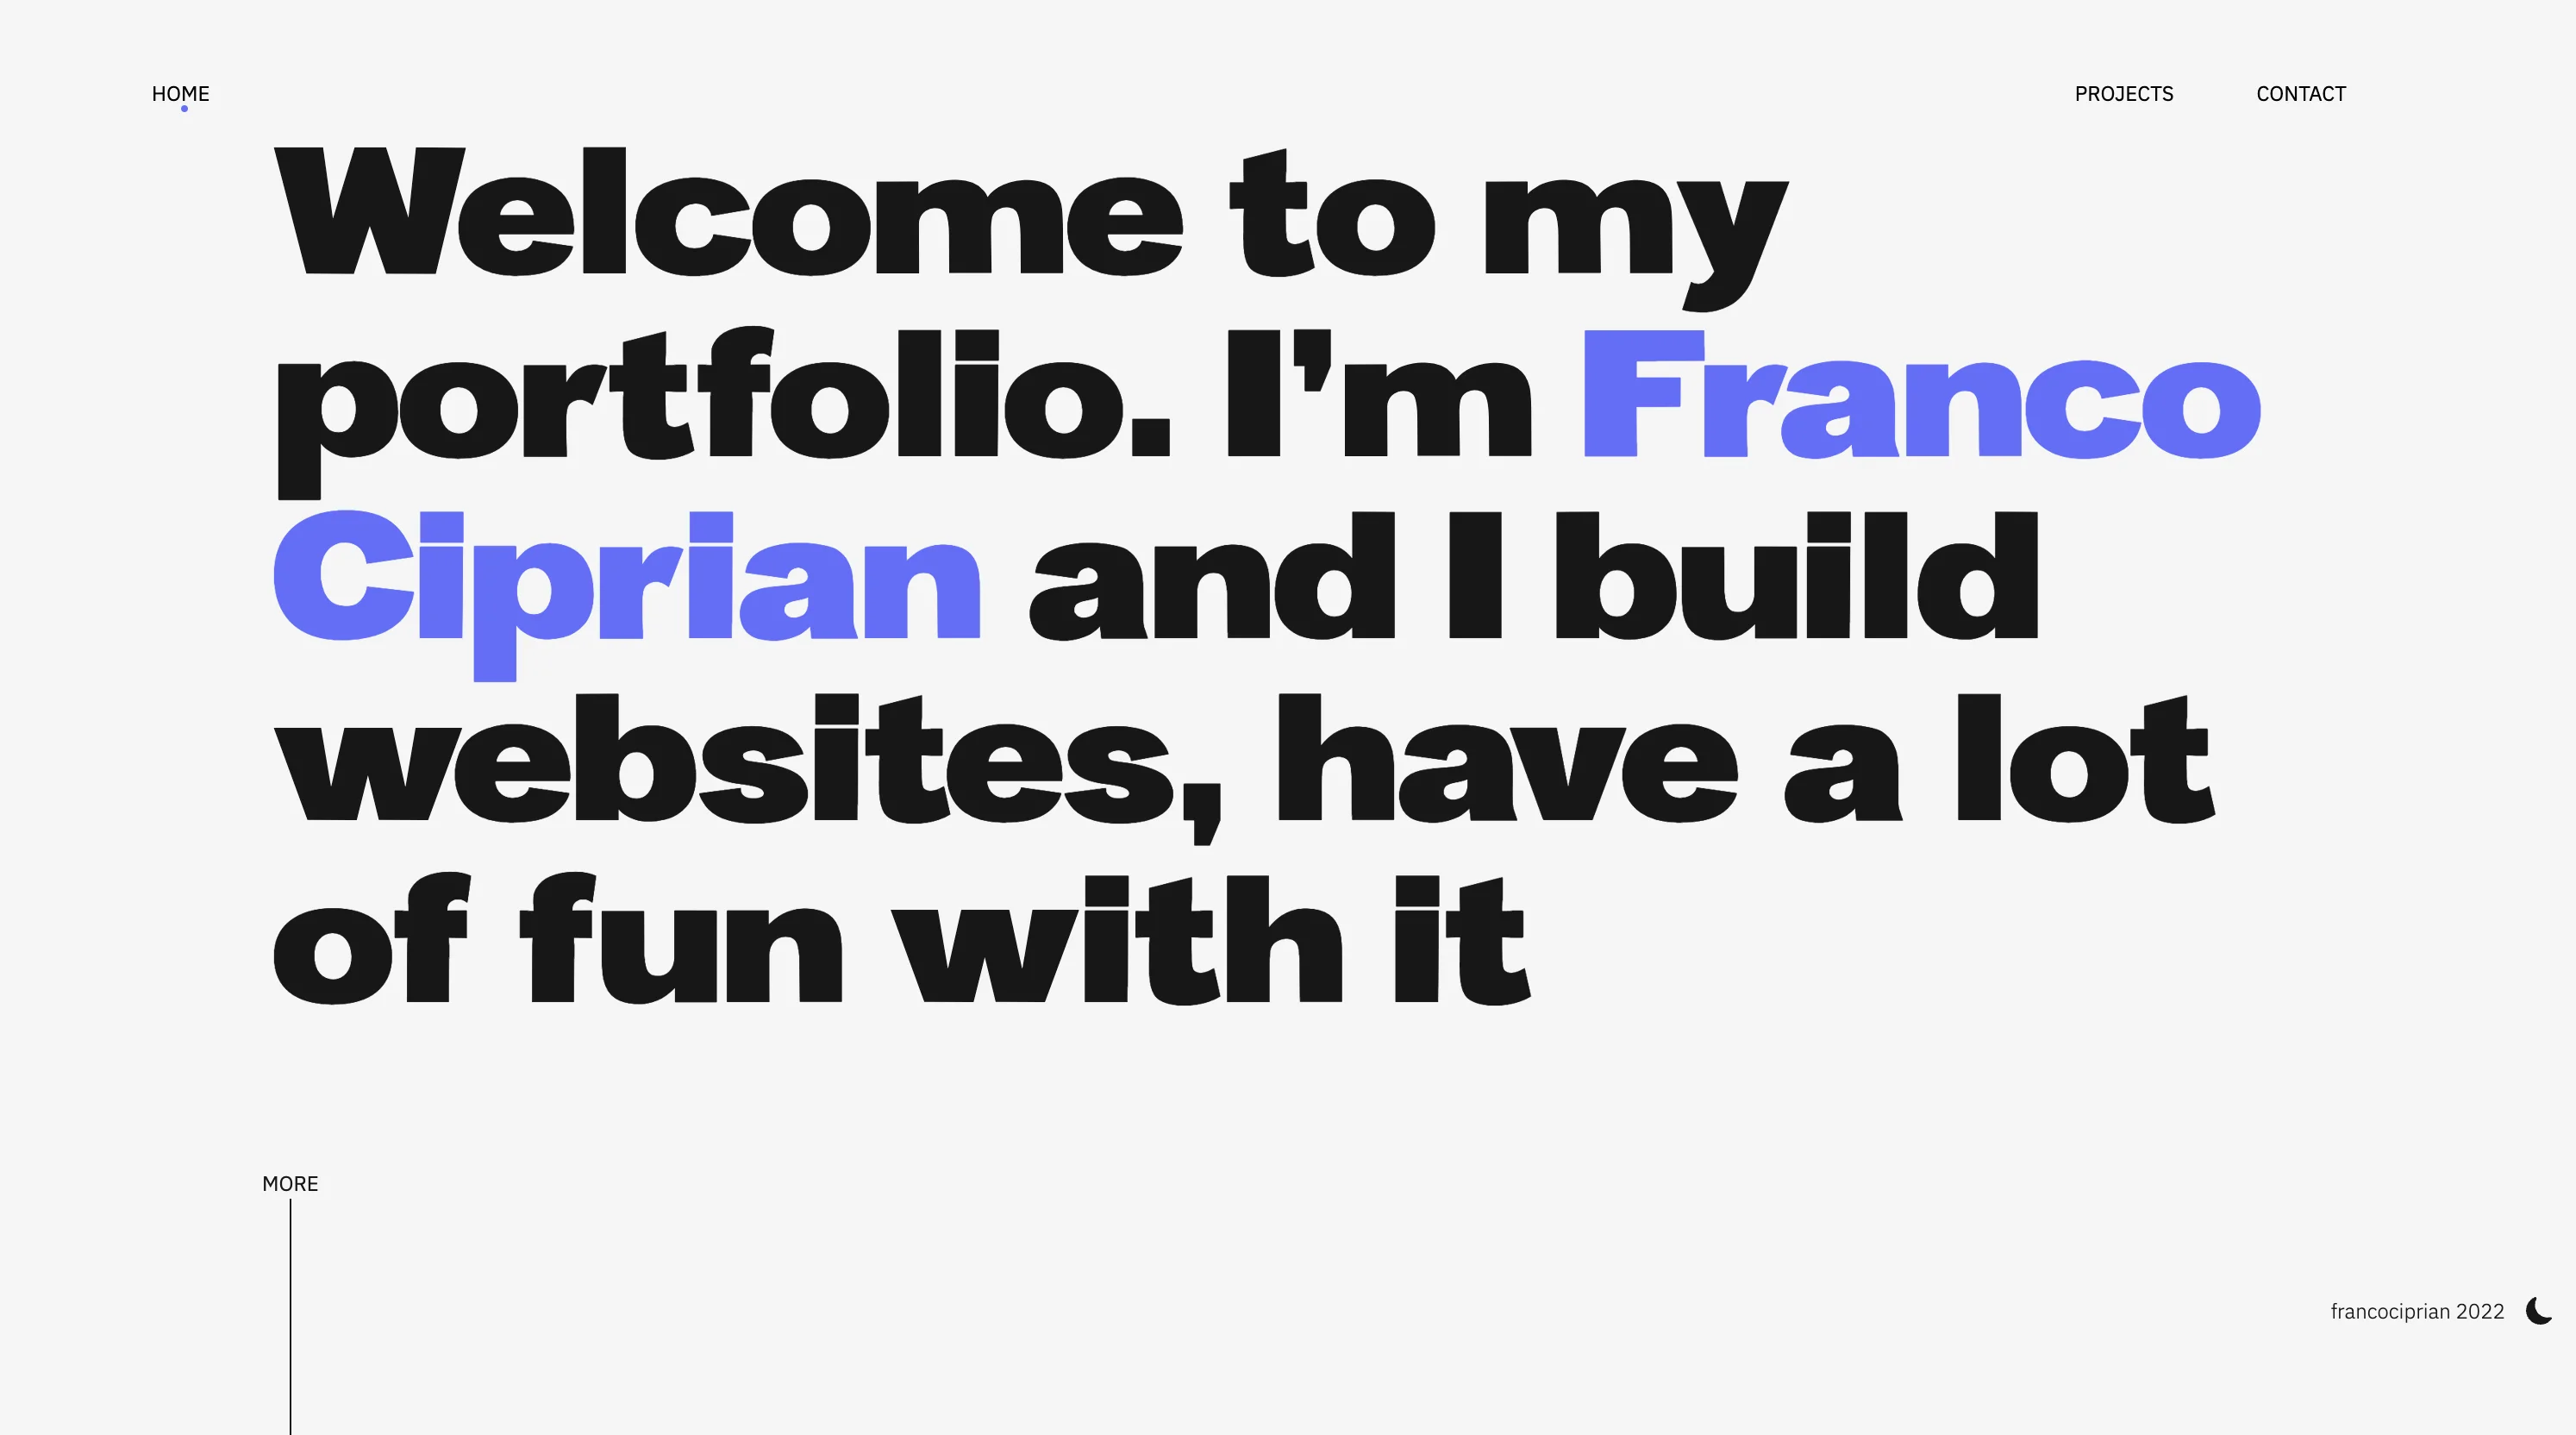 HOME
PROJECTS
CONTACT
Welcome to my
portfolio. I'm Franco
Ciprian and I build
websites, have a lot
of fun with it
MORE
francociprian 2022